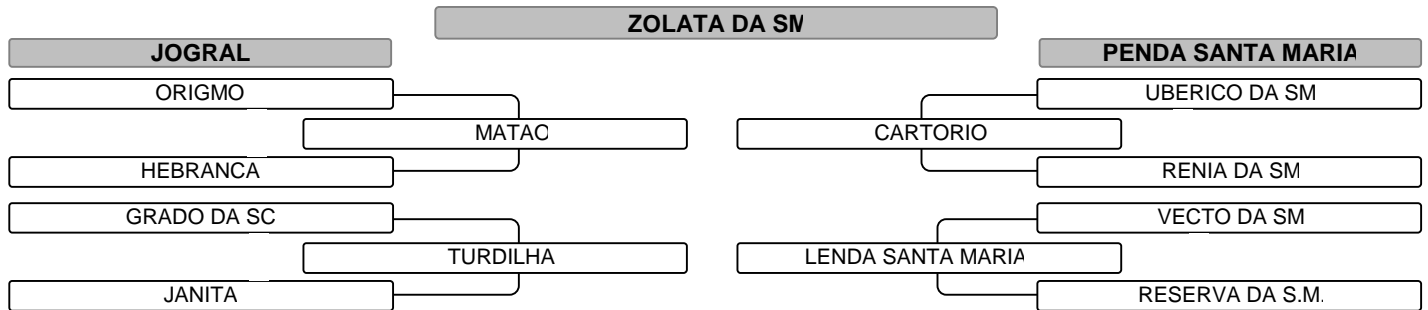 ZOLATA DA SM
JOGRAL PENDA SANTA MARIA
ORIGMO UBERICO DA SM
MATAO CARTORIO
HEBRANCA RENIA DA SM
GRADO DA SC VECTO DA SM
TURDILHA LENDA SANTA MARIA
JANITA RESERVA DA S.M.